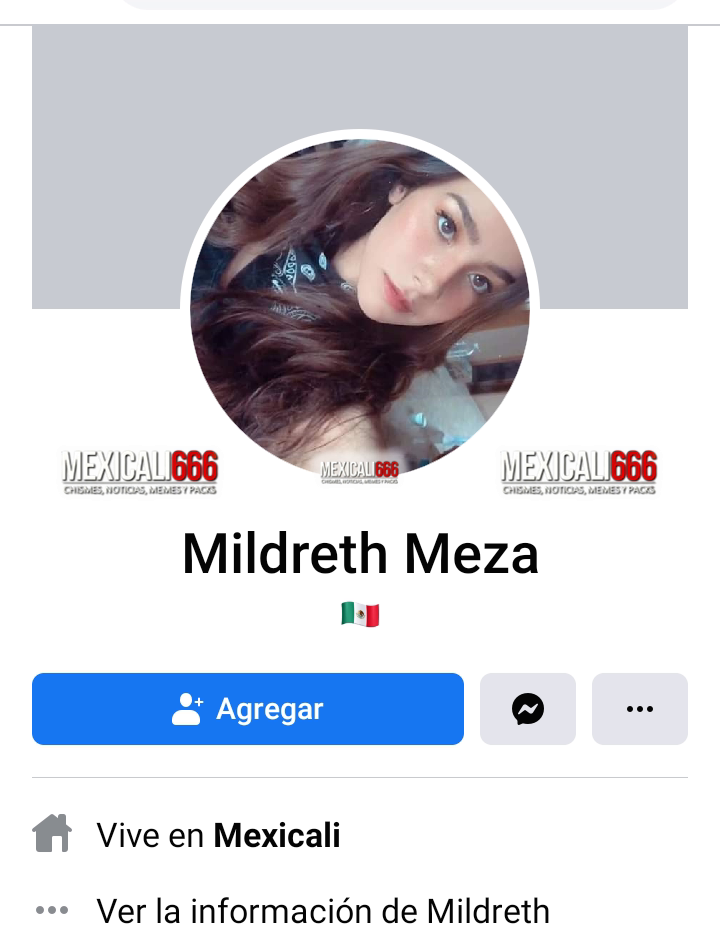 MEXICALI666
CHISMES, NOTICIAS, MEMES Y PACKS
MEXICALI666
CHISMES, NOTICIAS, MEMES Y PACKS
MEXICALI666
CHISMES, NOTICIAS, MEMES Y PACKS
Mildreth Meza
🇲🇽
Agregar
Vive en Mexicali
Ver la información de Mildreth